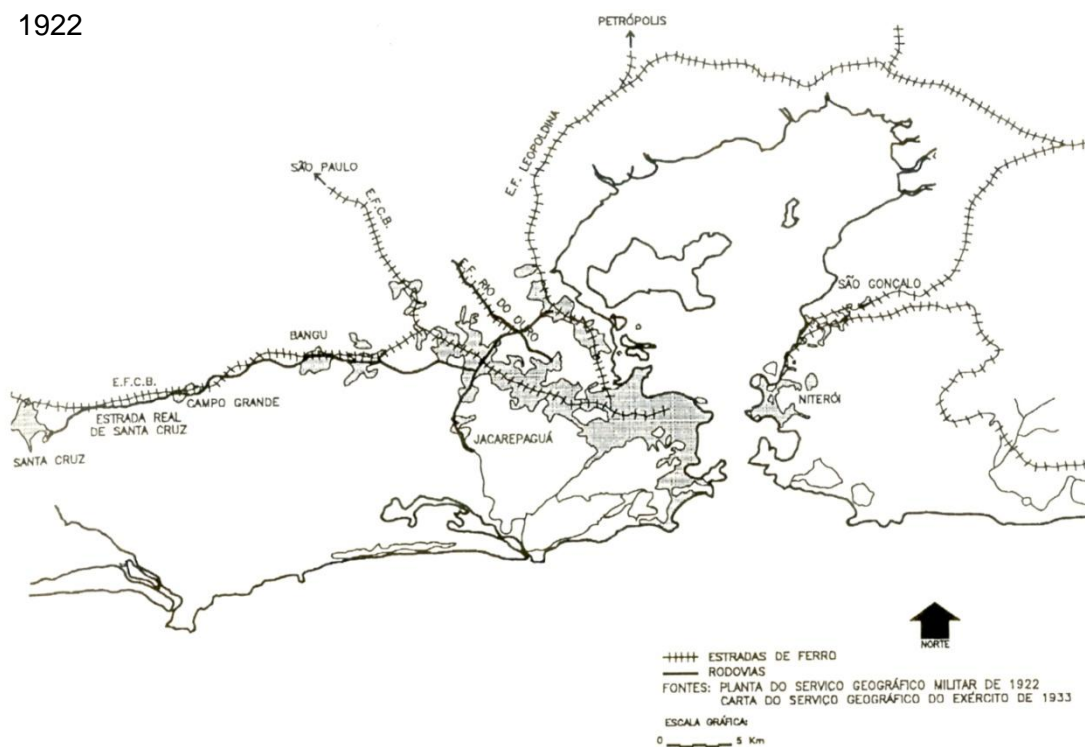 1922
PETRÓPOLIS
SÃO PAULO
E.F.C.B.
E.F. LEOPOLDINA
E.F. RIO DO OURO
SÃO GONÇALO
BANGU
E.F.C.B.
CAMPO GRANDE
ESTRADA REAL
DE SANTA CRUZ
SANTA CRUZ
JACAREPAGUÁ
NITERÓI
NORTE
ESTRADAS DE FERRO
RODOVIAS
FONTES: PLANTA DO SERVICO GEOGRÁFICO MILITAR DE 1922
CARTA DO SERVIÇO GEOGRÁFICO DO EXÉRCITO DE 1933
ESCALA GRÁFICA:
0 5 Km